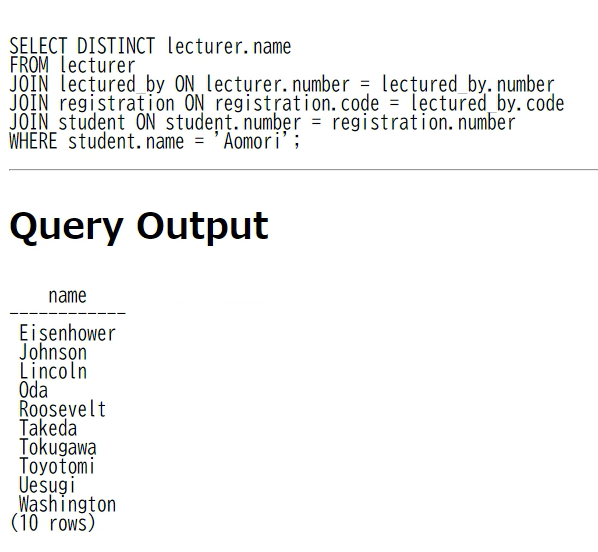 SELECT DISTINCT lecturer.name
FROM lecturer
JOIN lectured_by ON lecturer.number = lectured_by.number
JOIN registration ON registration.code = lectured_by.code
JOIN student ON student.number = registration.number
WHERE student.name = 'Aomori';
Query Output
name
------------
Eisenhower
Johnson
Lincoln
Oda
Roosevelt
Takeda
Tokugawa
Toyotomi
Uesugi
Washington
(10 rows)